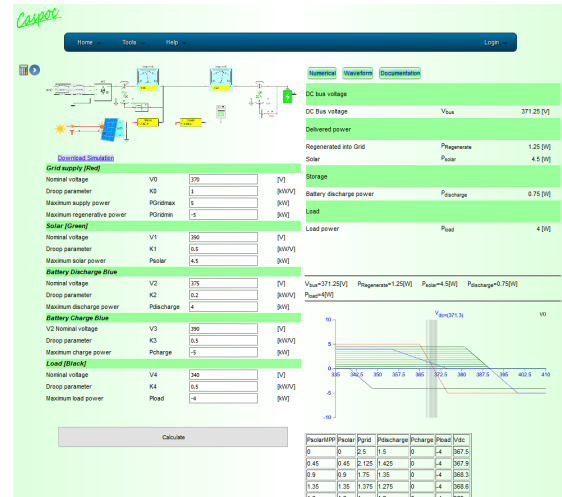 Caspoc
Home Tools Help Login
Download Simulation
Grid supply [Red]
Nominal voltage V0 370 [V]
Droop parameter K0 1 [kW/V]
Maximum supply power PGridmax 5 [kW]
Maximum regenerative power PGridmin -5 [kW]
Solar [Green]
Nominal voltage V1 390 [V]
Droop parameter K1 0.5 [kW/V]
Maximum solar power Psolar 4.5 [kW]
Battery Discharge Blue
Nominal voltage V2 375 [V]
Droop parameter K2 0.2 [kW/V]
Maximum discharge power Pdischarge 4 [kW]
Battery Charge Blue
V2 Nominal voltage V3 390 [V]
Droop parameter K3 0.5 [kW/V]
Maximum charge power Pcharge -5 [kW]
Load [Black]
Nominal voltage V4 340 [V]
Droop parameter K4 0.5 [kW/V]
Maximum load power Pload -4 [kW]
Calculate
Numerical Waveform Documentation
DC bus voltage
DC Bus voltage Vbus 371.25 [V]
Delivered power
Regenerated into Grid PRegenerate 1.25 [W]
Solar Psolar 4.5 [W]
Storage
Battery discharge power Pdischarge 0.75 [W]
Load
Load power Pload 4 [W]
Vbus=371.25[V] PRegenerate=1.25[W] Psolar=4.5[W] Pdischarge=0.75[W]
Pload=4[W]
Vdc=(371.3) V0
10
5
0
335 342.5 350 357.5 365 372.5 380 387.5 395 402.5 410
-5
-10
PsolarMPP Psolar Pgrid Pdischarge Pcharge Pload Vdc
0 0 2.5 1.5 0 -4 367.5
0.45 0.45 2.125 1.425 0 -4 367.9
0.9 0.9 1.75 1.35 0 -4 368.3
1.35 1.35 1.375 1.275 0 -4 368.6